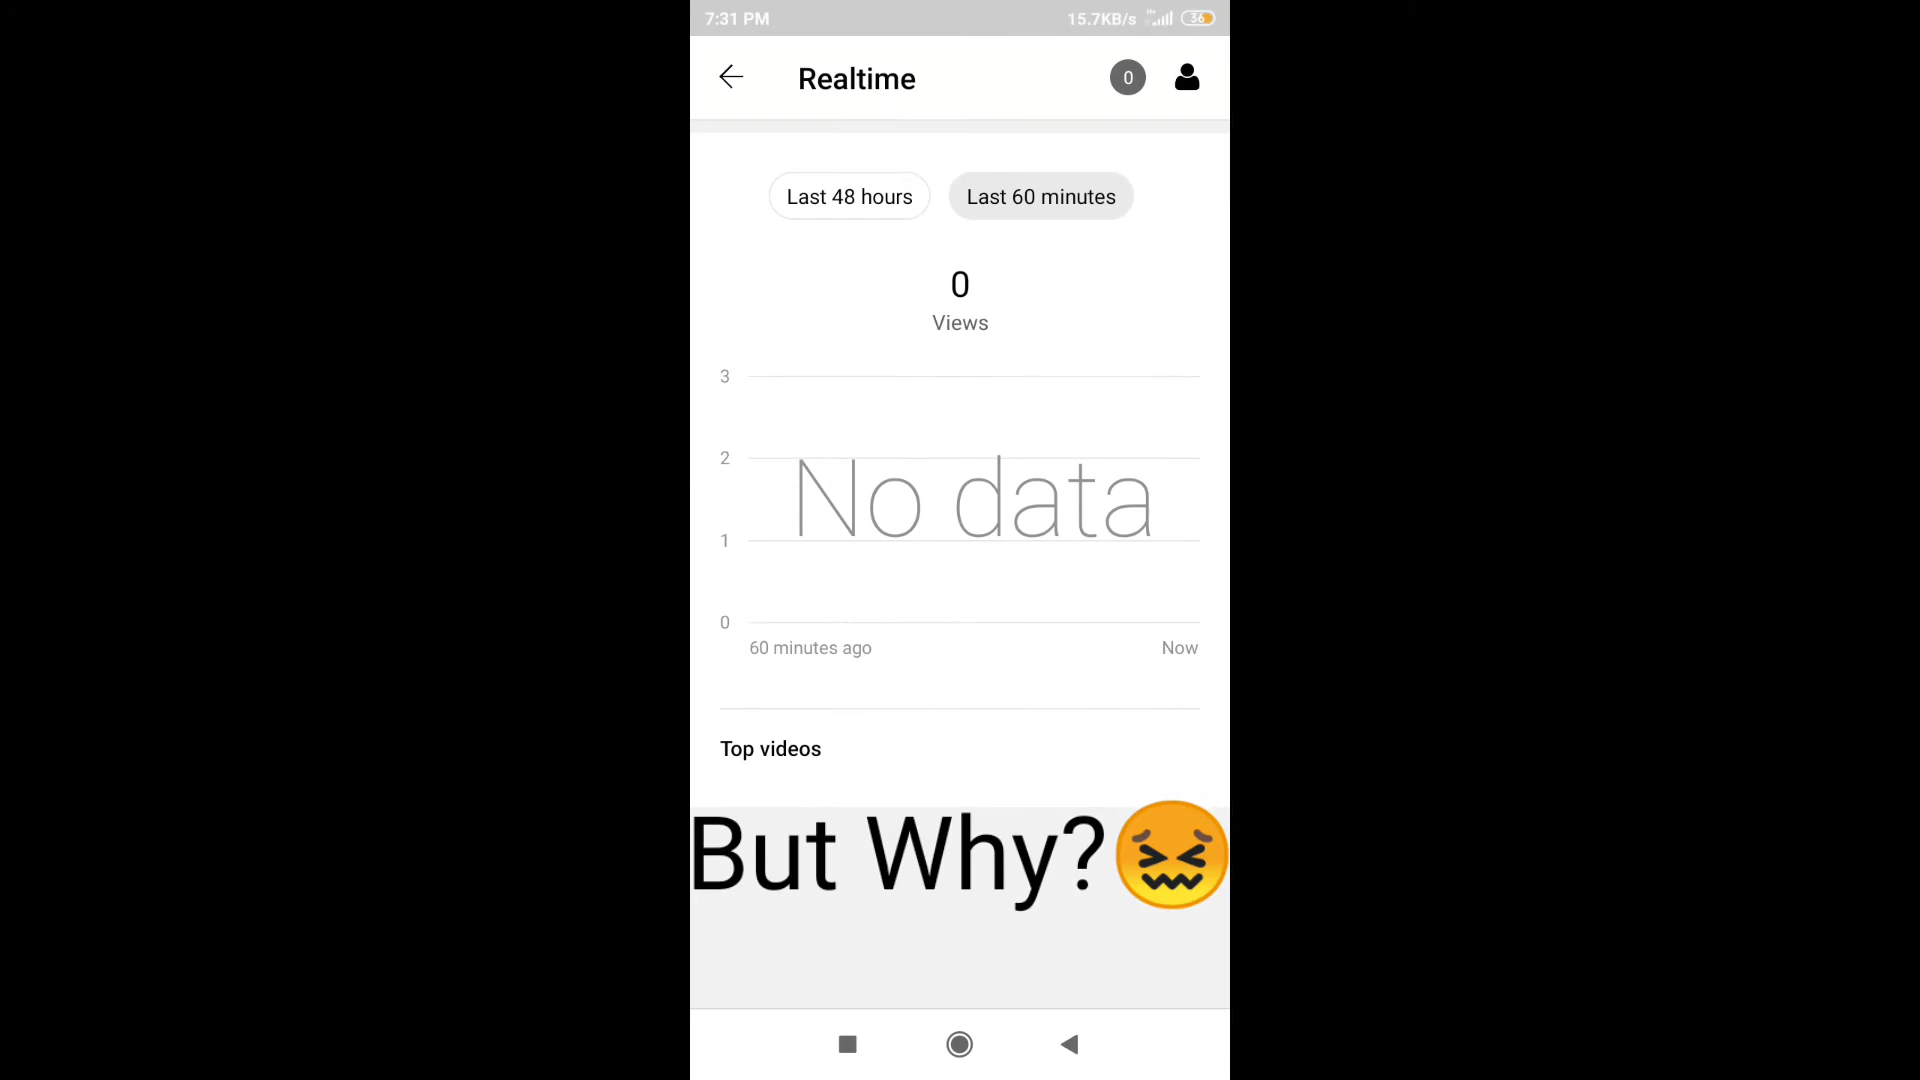 7:31 PM 15.7KB/s 36
Realtime 0
Last 48 hours Last 60 minutes
0
Views
3
2
No data
1
0
60 minutes ago Now
Top videos
But Why?😖